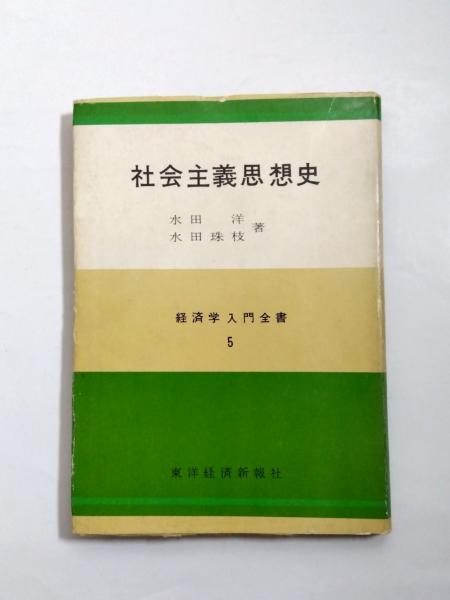 社会主義思想史
水田 洋
水田珠枝 著
経済学入門全書
5
東洋経済新報社